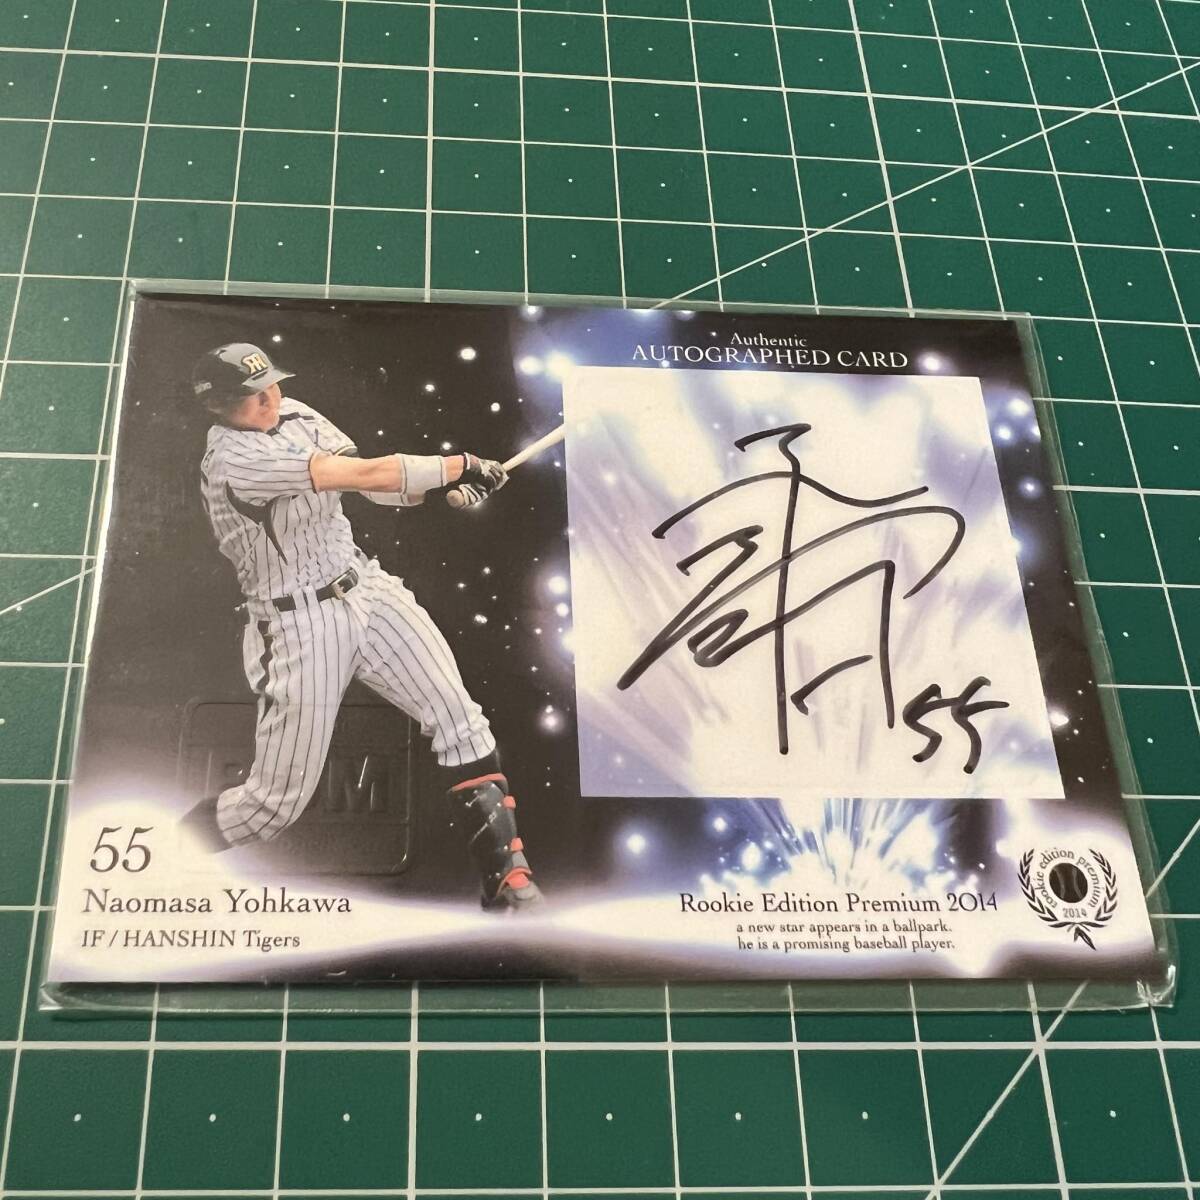 Authentic
AUTOGRAPHED CARD
55
55
Naomasa Yohkawa
IF / HANSHIN Tigers
Rookie Edition Premium 2014
a new star appears in a ballpark.
he is a promising baseball player.
rookie edition premium
2014